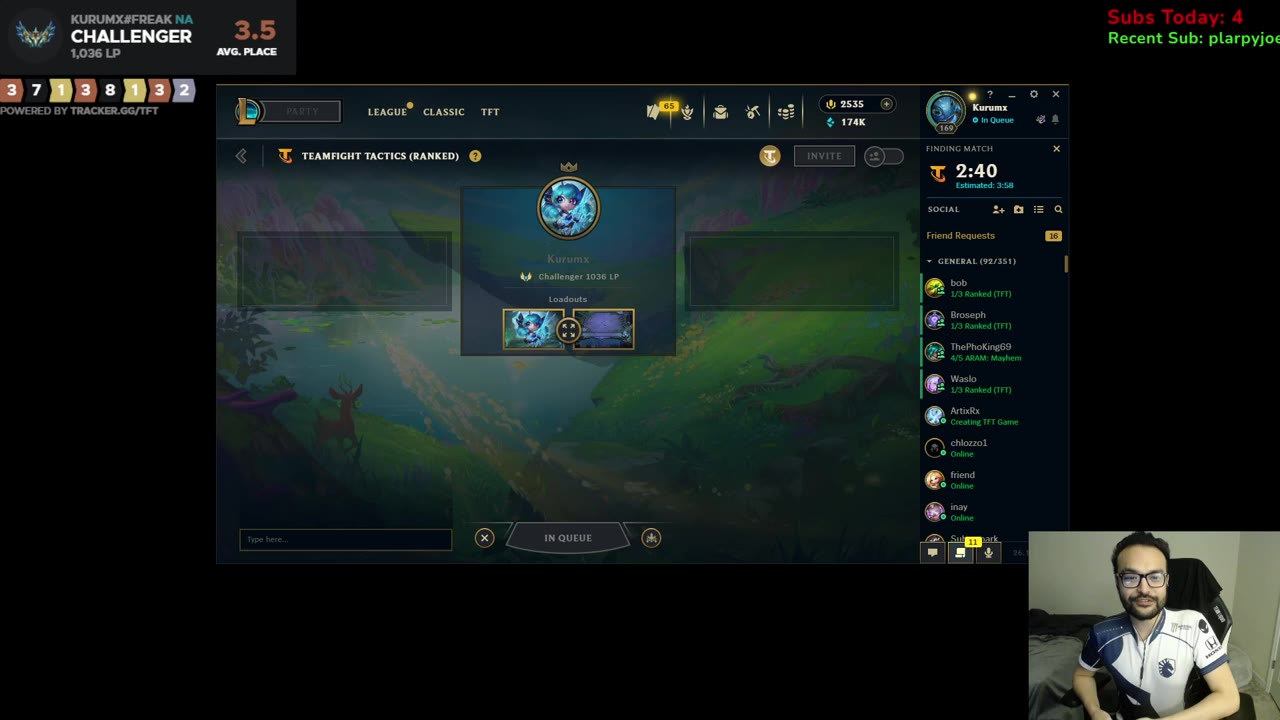 KURUMX#FREAK NA
CHALLENGER
1,036 LP
3.5
AVG. PLACE
3 7 1 3 8 1 3 2
POWERED BY TRACKER.GG/TFT
Subs Today: 4
Recent Sub: plarpyjoe
PARTY
LEAGUE
CLASSIC
TFT
65
2535
174K
169
Kurumx
In Queue
TEAMFIGHT TACTICS (RANKED)
INVITE
FINDING MATCH
2:40
Estimated: 3:58
SOCIAL
Friend Requests
16
GENERAL (92/351)
bob
1/3 Ranked (TFT)
Broseph
1/3 Ranked (TFT)
ThePhoKing69
4/5 ARAM: Mayhem
Waslo
1/3 Ranked (TFT)
ArtixRx
Creating TFT Game
chlozzo1
Online
friend
Online
inay
Online
11
Kurumx
Challenger 1036 LP
Loadouts
Type here...
IN QUEUE
HONDA